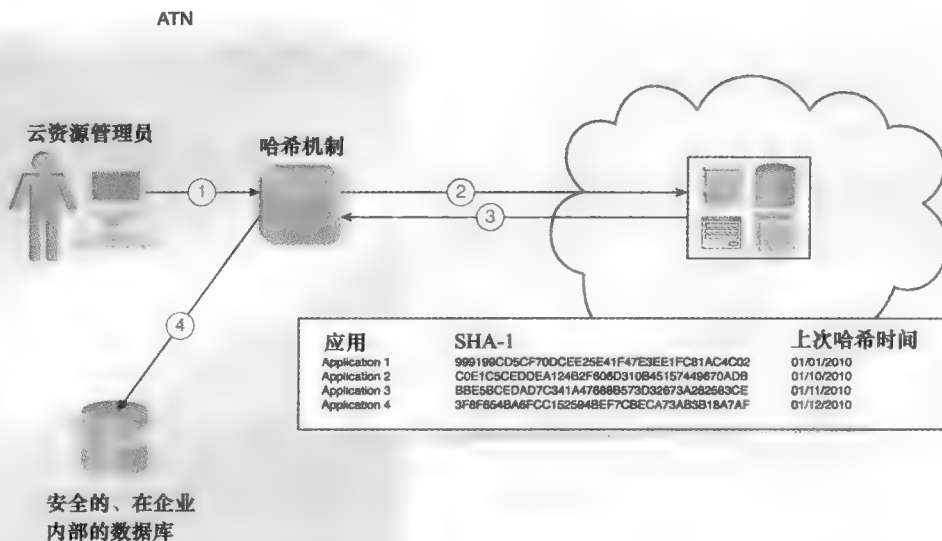 ATN
云资源管理员
哈希机制
1
2
3
4
应用 SHA-1 上次哈希时间
Application 1 999199CD5CF70DCEE25E41F47E3EE1FC81AC4C02 01/01/2010
Application 2 C0E1C5CEDDEA124B2F606D310B45157449670ADB 01/10/2010
Application 3 BBE5BCEDAD7C341A47688B573D32673A282583CE 01/11/2010
Application 4 3F8F654BA6FCC152594BEF7CBECA73AB3B18A7AF 01/12/2010
安全的、在企业
内部的数据库